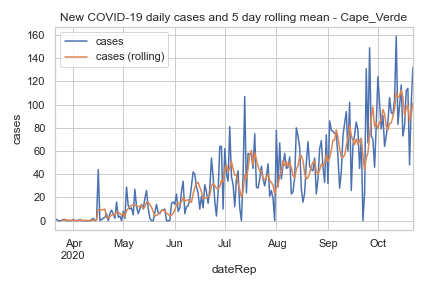 New COVID-19 daily cases and 5 day rolling mean - Cape_Verde
cases
cases (rolling)
cases
160
140
120
100
80
60
40
20
0
Apr May Jun Jul Aug Sep Oct
2020
dateRep